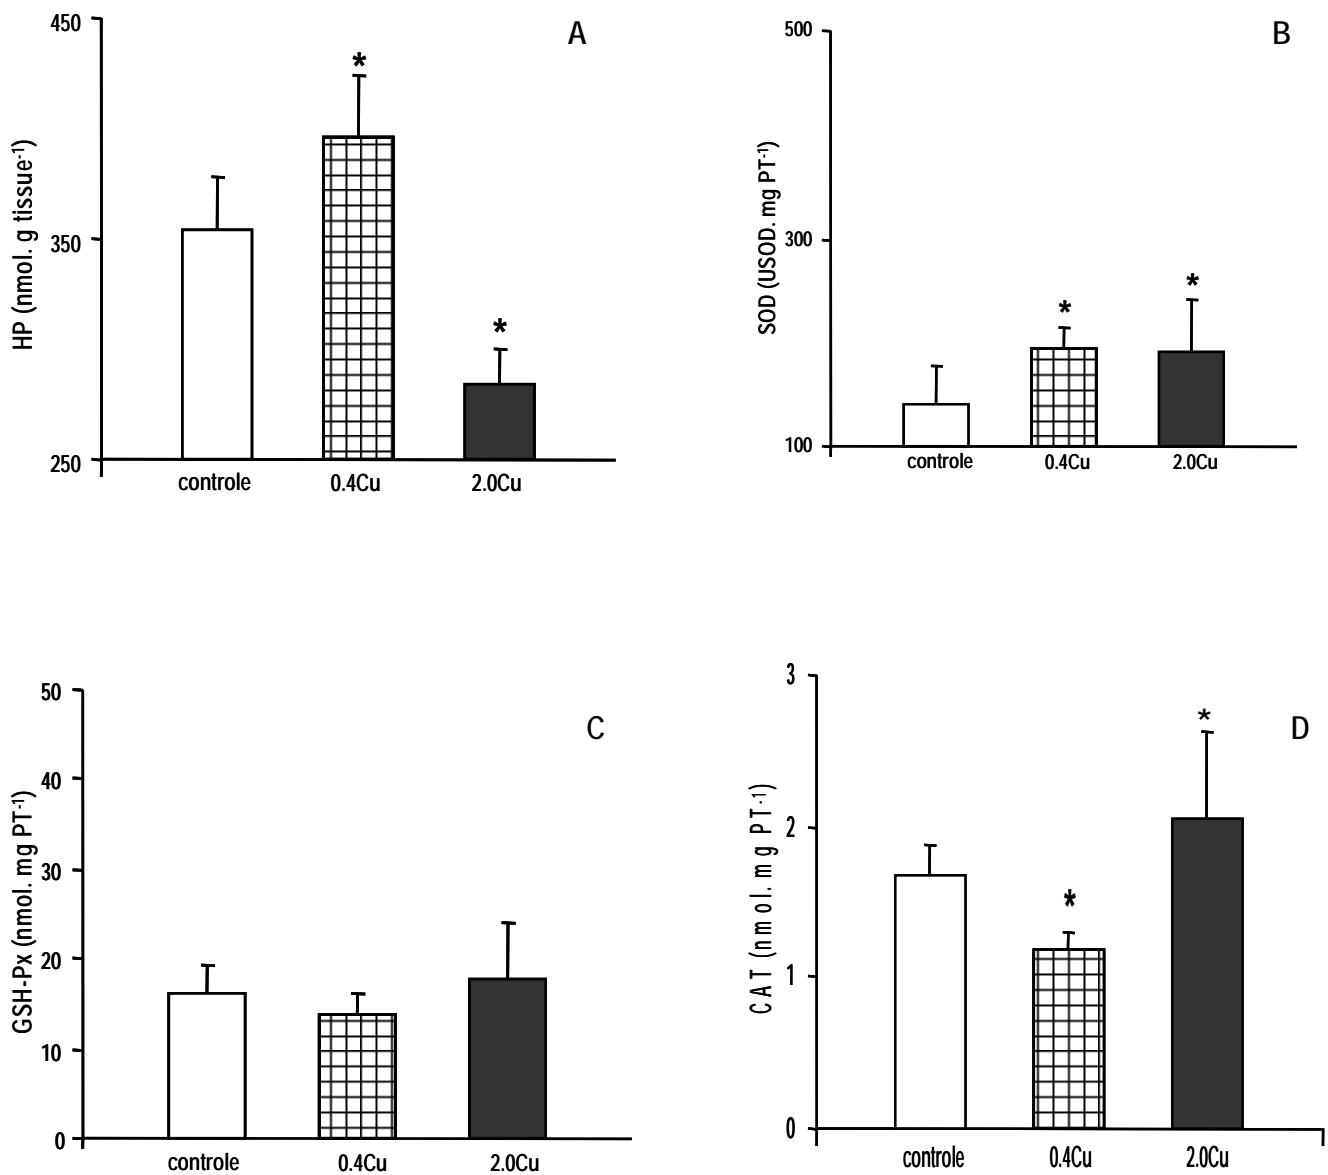 A
450
350
250
HP (nmol. g tissue⁻¹)
*
*
controle 0.4Cu 2.0Cu
B
500
300
100
SOD (USOD. mg PT⁻¹)
*
*
controle 0.4Cu 2.0Cu
C
50
40
30
20
10
0
GSH-Px (nmol. mg PT⁻¹)
controle 0.4Cu 2.0Cu
D
3
2
1
0
CAT (nmol. mg PT⁻¹)
*
*
controle 0.4Cu 2.0Cu